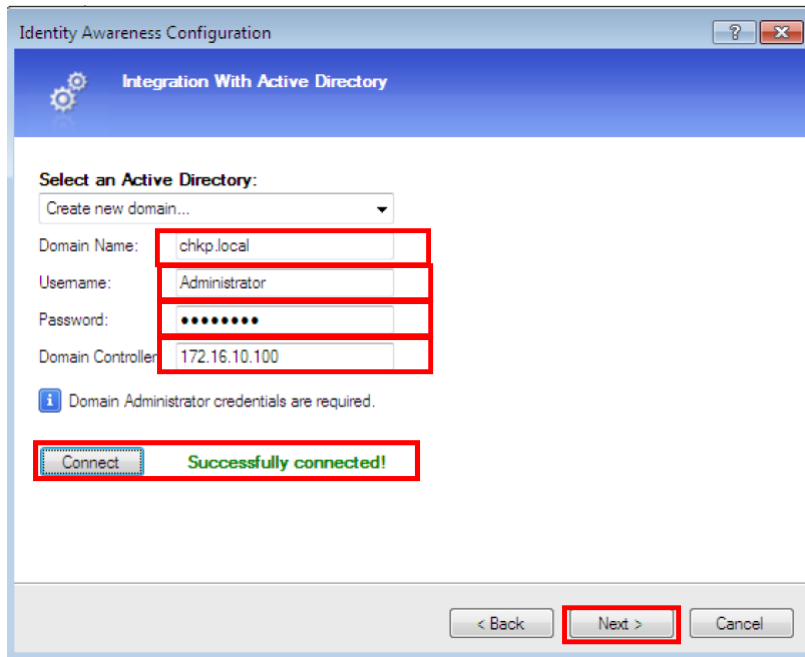 Identity Awareness Configuration
Integration With Active Directory
Select an Active Directory:
Create new domain...
Domain Name: chkp.local
Username: Administrator
Password: ●●●●●●●●
Domain Controller 172.16.10.100
Domain Administrator credentials are required.
Connect Successfully connected!
< Back Next > Cancel